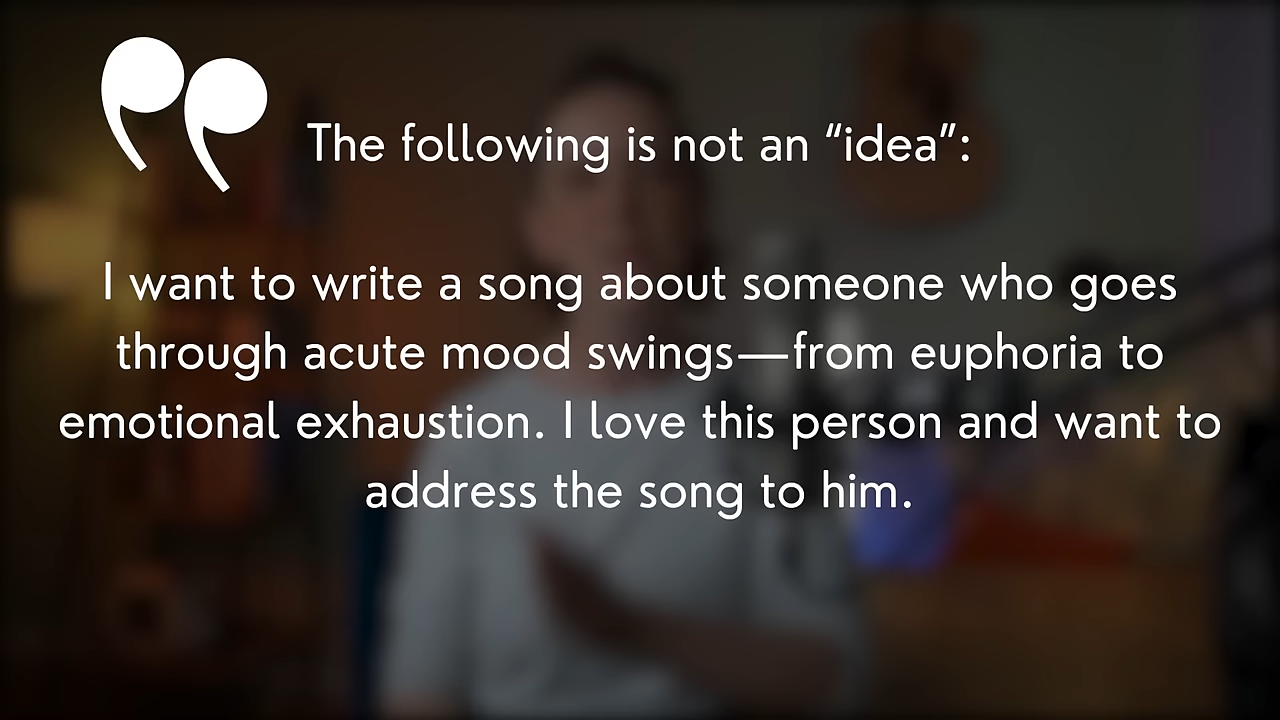 The following is not an “idea”:
I want to write a song about someone who goes
through acute mood swings—from euphoria to
emotional exhaustion. I love this person and want to
address the song to him.